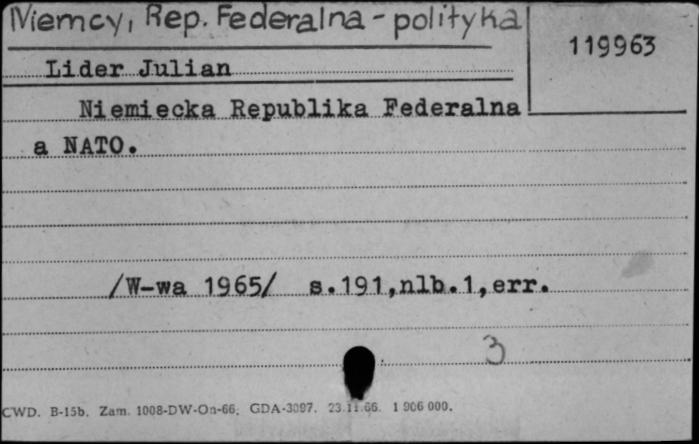 Niemcy, Rep. Federalna - polityka
119963
Lider Julian
Niemiecka Republika Federalna
a NATO.
/W-wa 1965/ s.191,nlb.1,err.
3
CWD. B-15b. Zam. 1008-DW-Oa-66. GDA-3097. 23.11.66. 1 906 000.